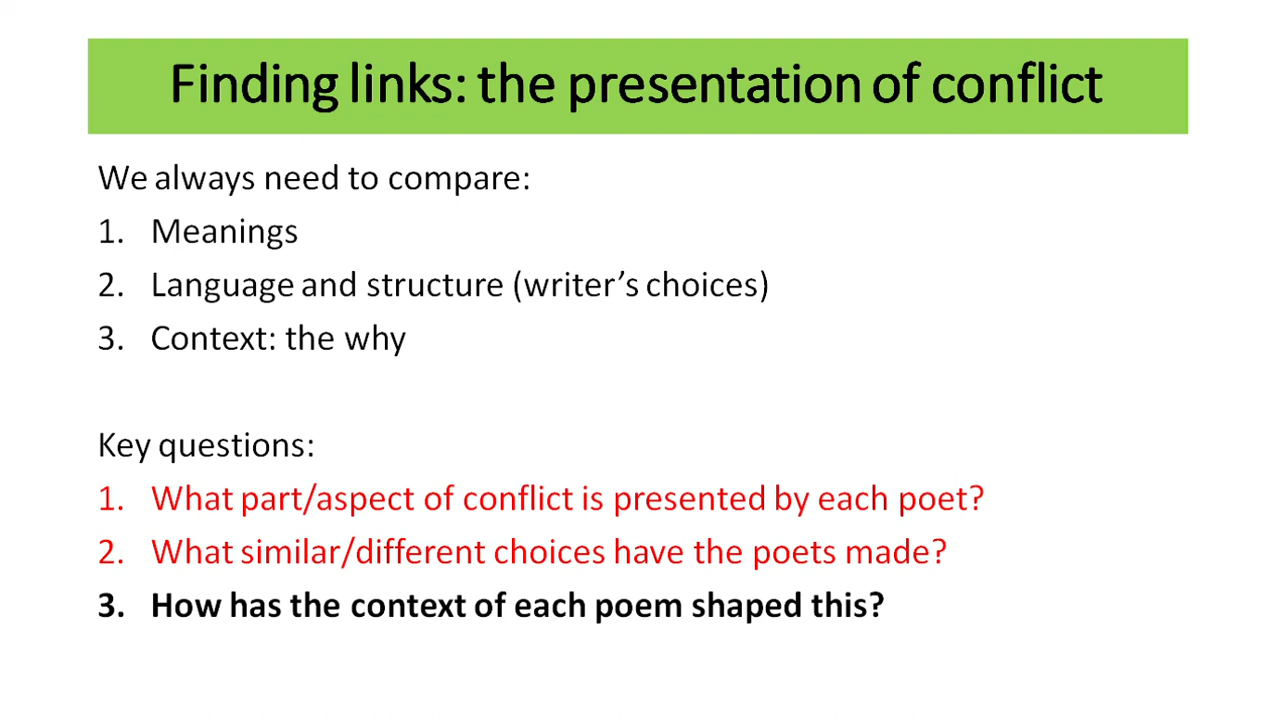 Finding links: the presentation of conflict
We always need to compare:
1. Meanings
2. Language and structure (writer’s choices)
3. Context: the why
Key questions:
1. What part/aspect of conflict is presented by each poet?
2. What similar/different choices have the poets made?
3. How has the context of each poem shaped this?